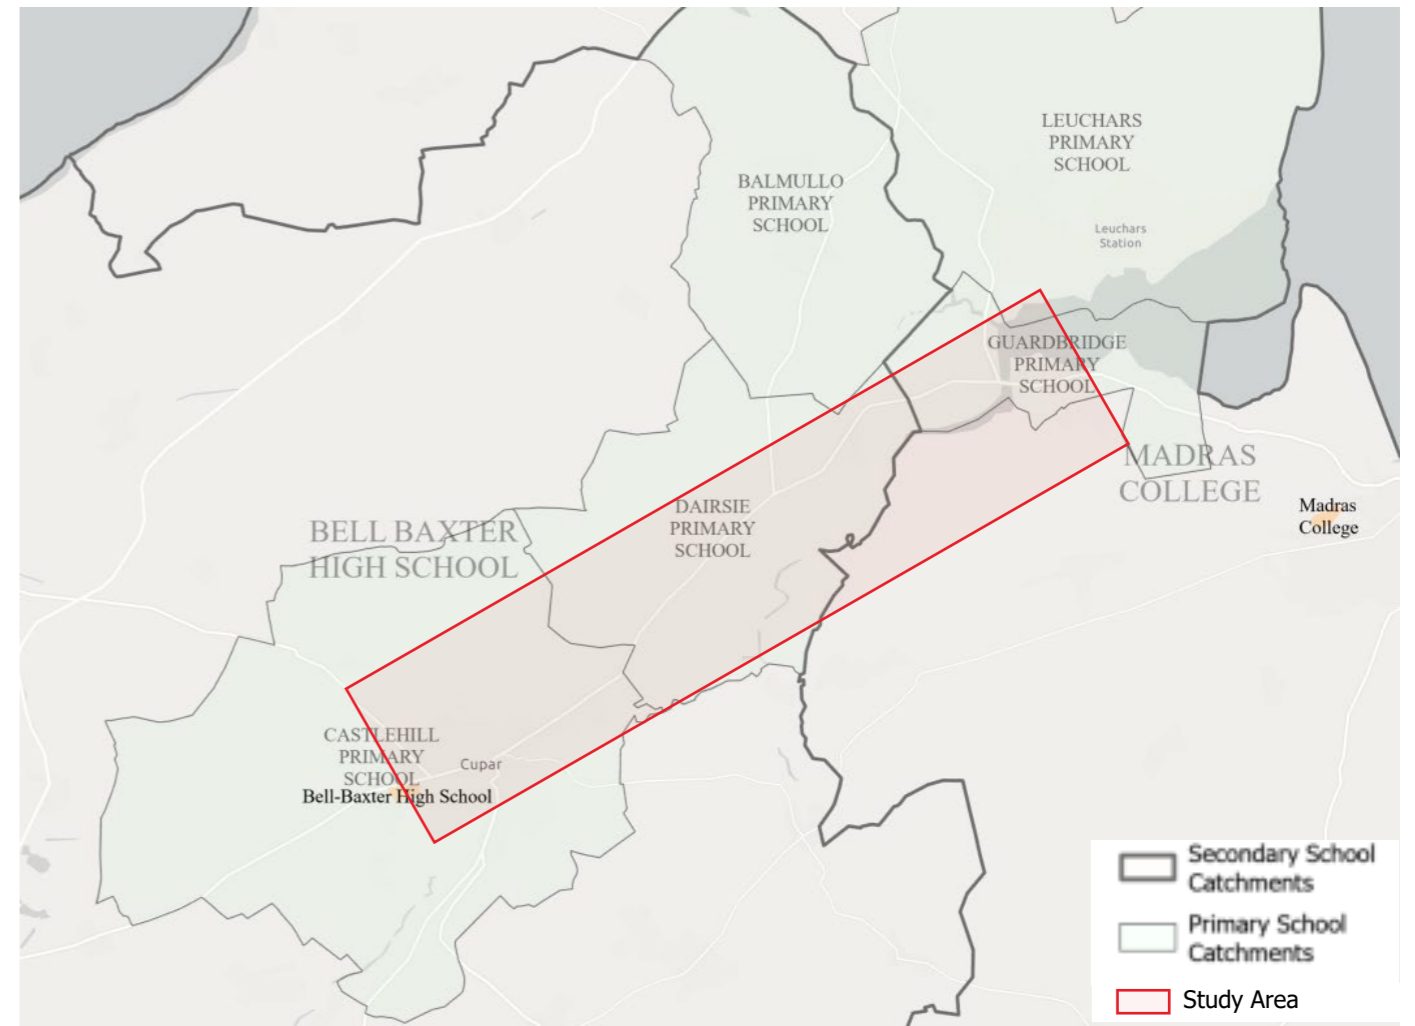 LEUCHARS
PRIMARY
SCHOOL
BALMULLO
PRIMARY
SCHOOL
Leuchars
Station
GUARDBRIDGE
PRIMARY
SCHOOL
MADRAS
COLLEGE
Madras
College
DAIRSIE
PRIMARY
SCHOOL
BELL BAXTER
HIGH SCHOOL
CASTLEHILL
PRIMARY
SCHOOL
Cupar
Bell-Baxter High School
Secondary School
Catchments
Primary School
Catchments
Study Area